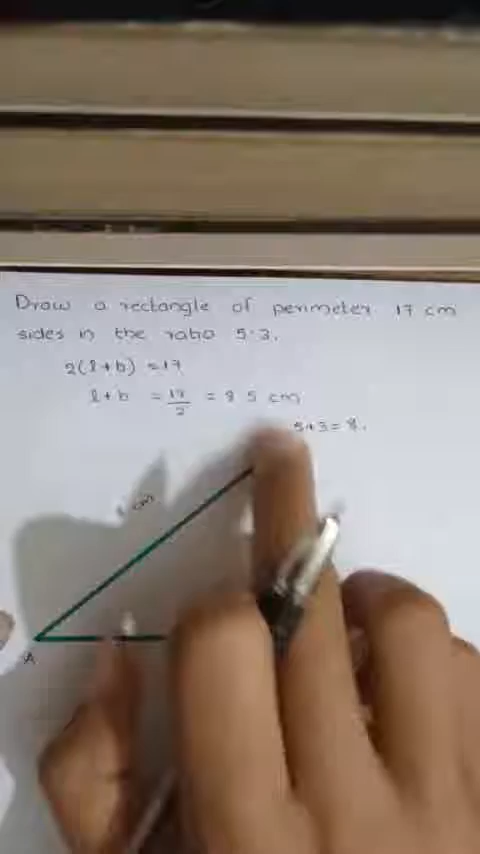 Draw a rectangle of perimeter 17 cm
sides in the ratio 5:3.
2(l+b) = 17
l+b = 17/2 = 8.5 cm
5+3 = 8.
cm
A